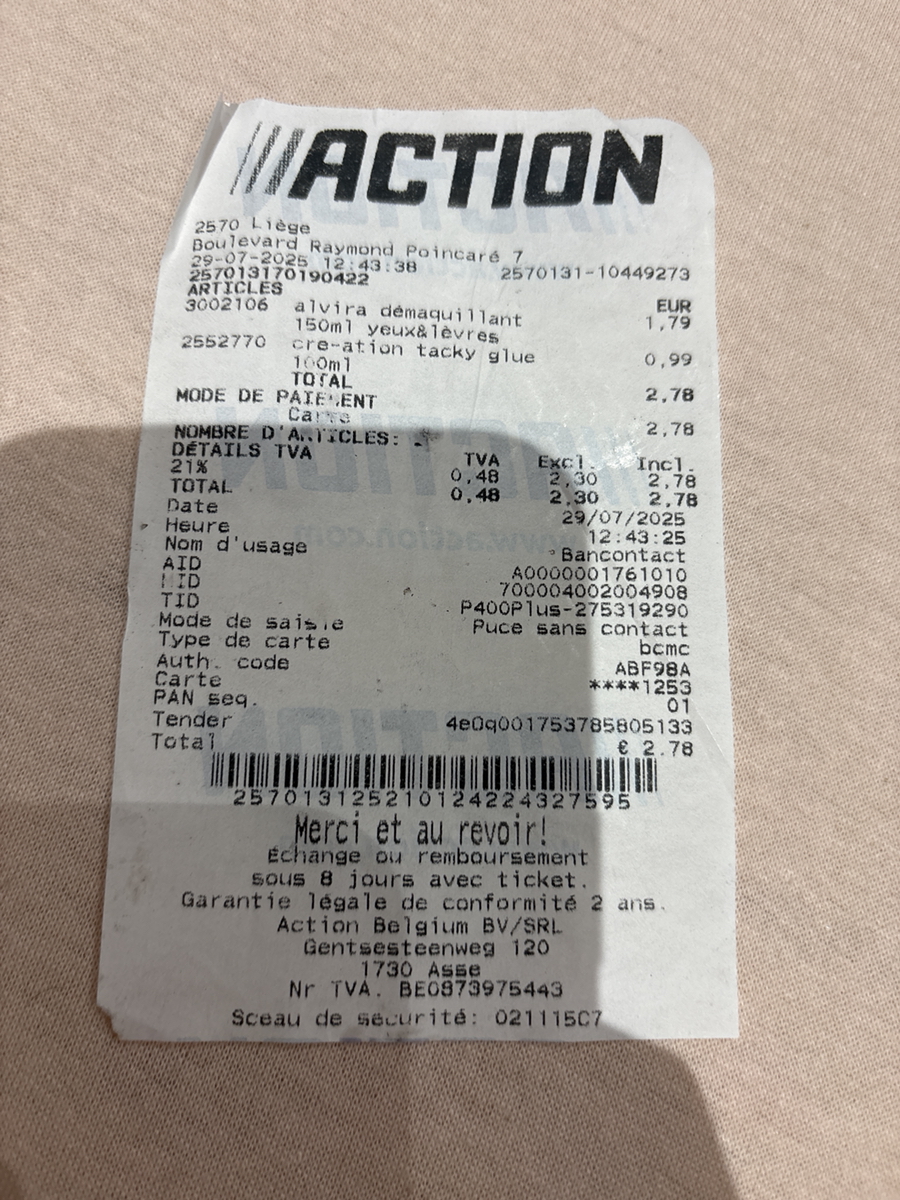 ACTION
2570 Liège
Boulevard Raymond Poincaré 7
29-07-2025 12:43:38 2570131-10449273
257013170190422
ARTICLES EUR
3002106 alvira démaquillant 1,79
150ml yeux&lèvres
2552770 cre-ation tacky glue 0,99
100ml
TOTAL 2,78
MODE DE PAIEMENT
Carte 2,78
NOMBRE D'ARTICLES:
DÉTAILS TVA TVA Excl. Incl.
21% 0,48 2,30 2,78
TOTAL 0,48 2,30 2,78
Date 29/07/2025
Heure 12:43:25
Nom d'usage Bancontact
AID A0000001761010
MID 700004002004908
TID P400Plus-275319290
Mode de saisie Puce sans contact
Type de carte bcmc
Auth. code ABF98A
Carte ****1253
PAN seq. 01
Tender 4e0q001753785805133
Total € 2.78
257013125210124224327595
Merci et au revoir!
Échange ou remboursement
sous 8 jours avec ticket.
Garantie légale de conformité 2 ans.
Action Belgium BV/SRL
Gentsesteenweg 120
1730 Asse
Nr TVA. BE0873975443
Sceau de sécurité: 021115C7